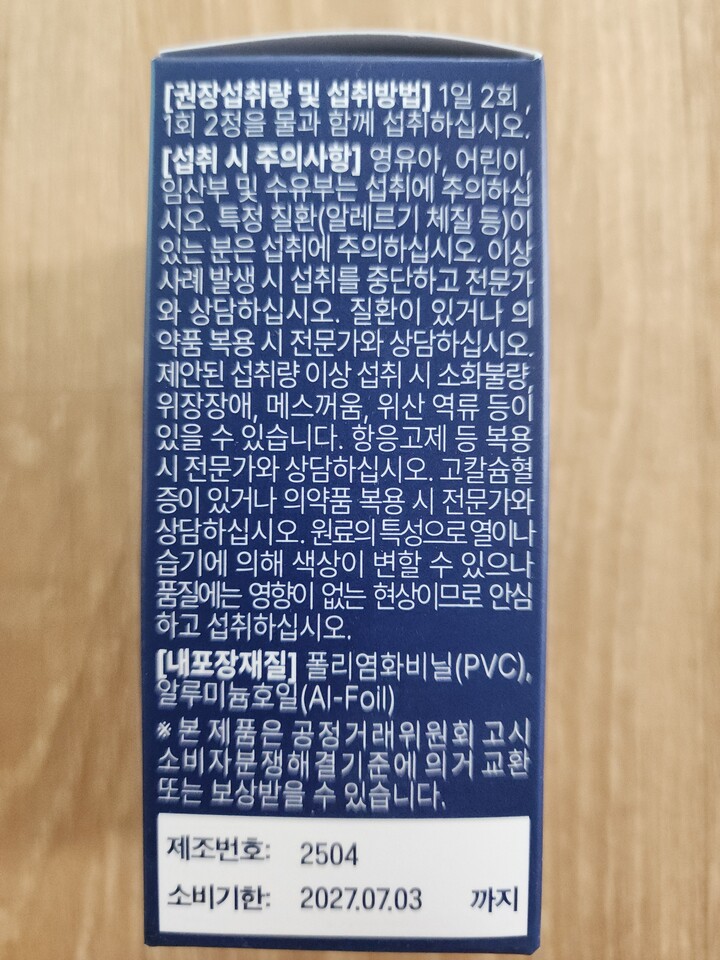 [권장섭취량 및 섭취방법] 1일 2회,
1회 2정을 물과 함께 섭취하십시오.
[섭취 시 주의사항] 영유아, 어린이,
임산부 및 수유부는 섭취에 주의하십
시오. 특정 질환(알레르기 체질 등)이
있는 분은 섭취에 주의하십시오. 이상
사례 발생 시 섭취를 중단하고 전문가
와 상담하십시오. 질환이 있거나 의
약품 복용 시 전문가와 상담하십시오.
제안된 섭취량 이상 섭취 시 소화불량,
위장장애, 메스꺼움, 위산 역류 등이
있을 수 있습니다. 항응고제 등 복용
시 전문가와 상담하십시오. 고칼슘혈
증이 있거나 의약품 복용 시 전문가와
상담하십시오. 원료의 특성으로 열이나
습기에 의해 색상이 변할 수 있으나
품질에는 영향이 없는 현상이므로 안심
하고 섭취하십시오.
[내포장재질] 폴리염화비닐(PVC),
알루미늄호일(Al-Foil)
※ 본 제품은 공정거래위원회 고시
소비자분쟁해결기준에 의거 교환
또는 보상받을 수 있습니다.
제조번호: 2504
소비기한: 2027.07.03 까지